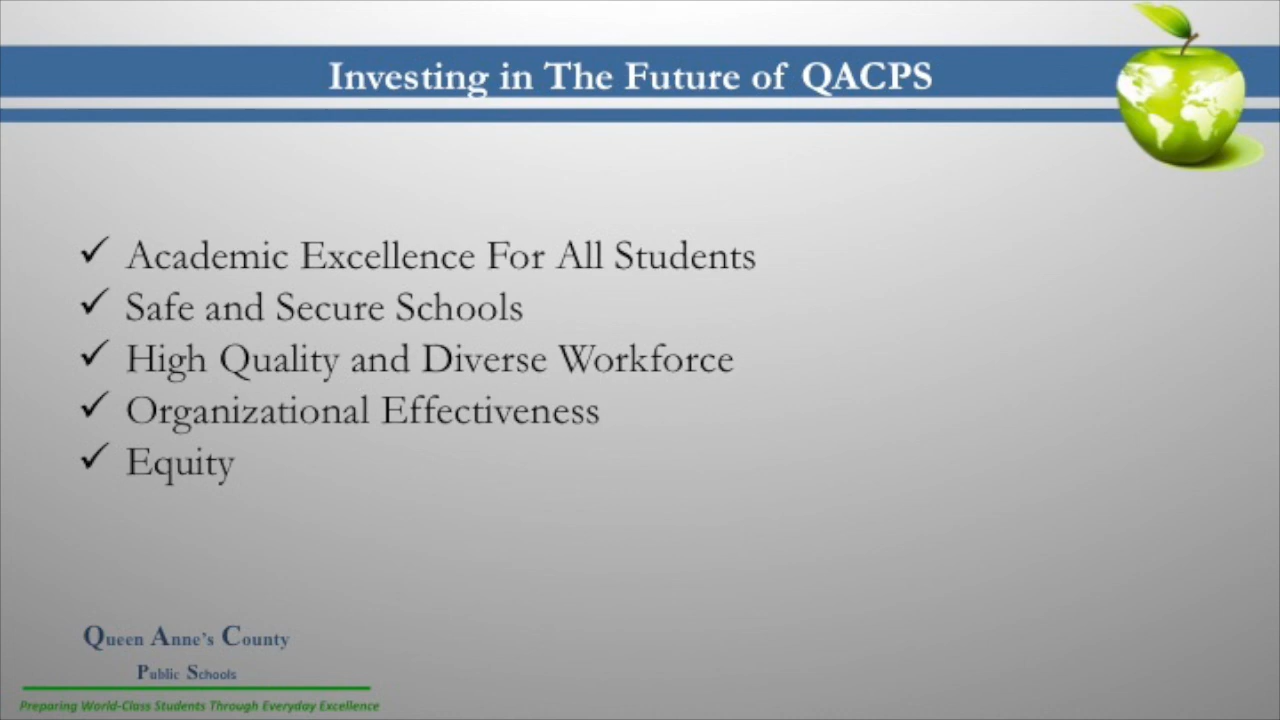 Investing in The Future of QACPS
✓ Academic Excellence For All Students
✓ Safe and Secure Schools
✓ High Quality and Diverse Workforce
✓ Organizational Effectiveness
✓ Equity
Queen Anne's County
Public Schools
Preparing World-Class Students Through Everyday Excellence